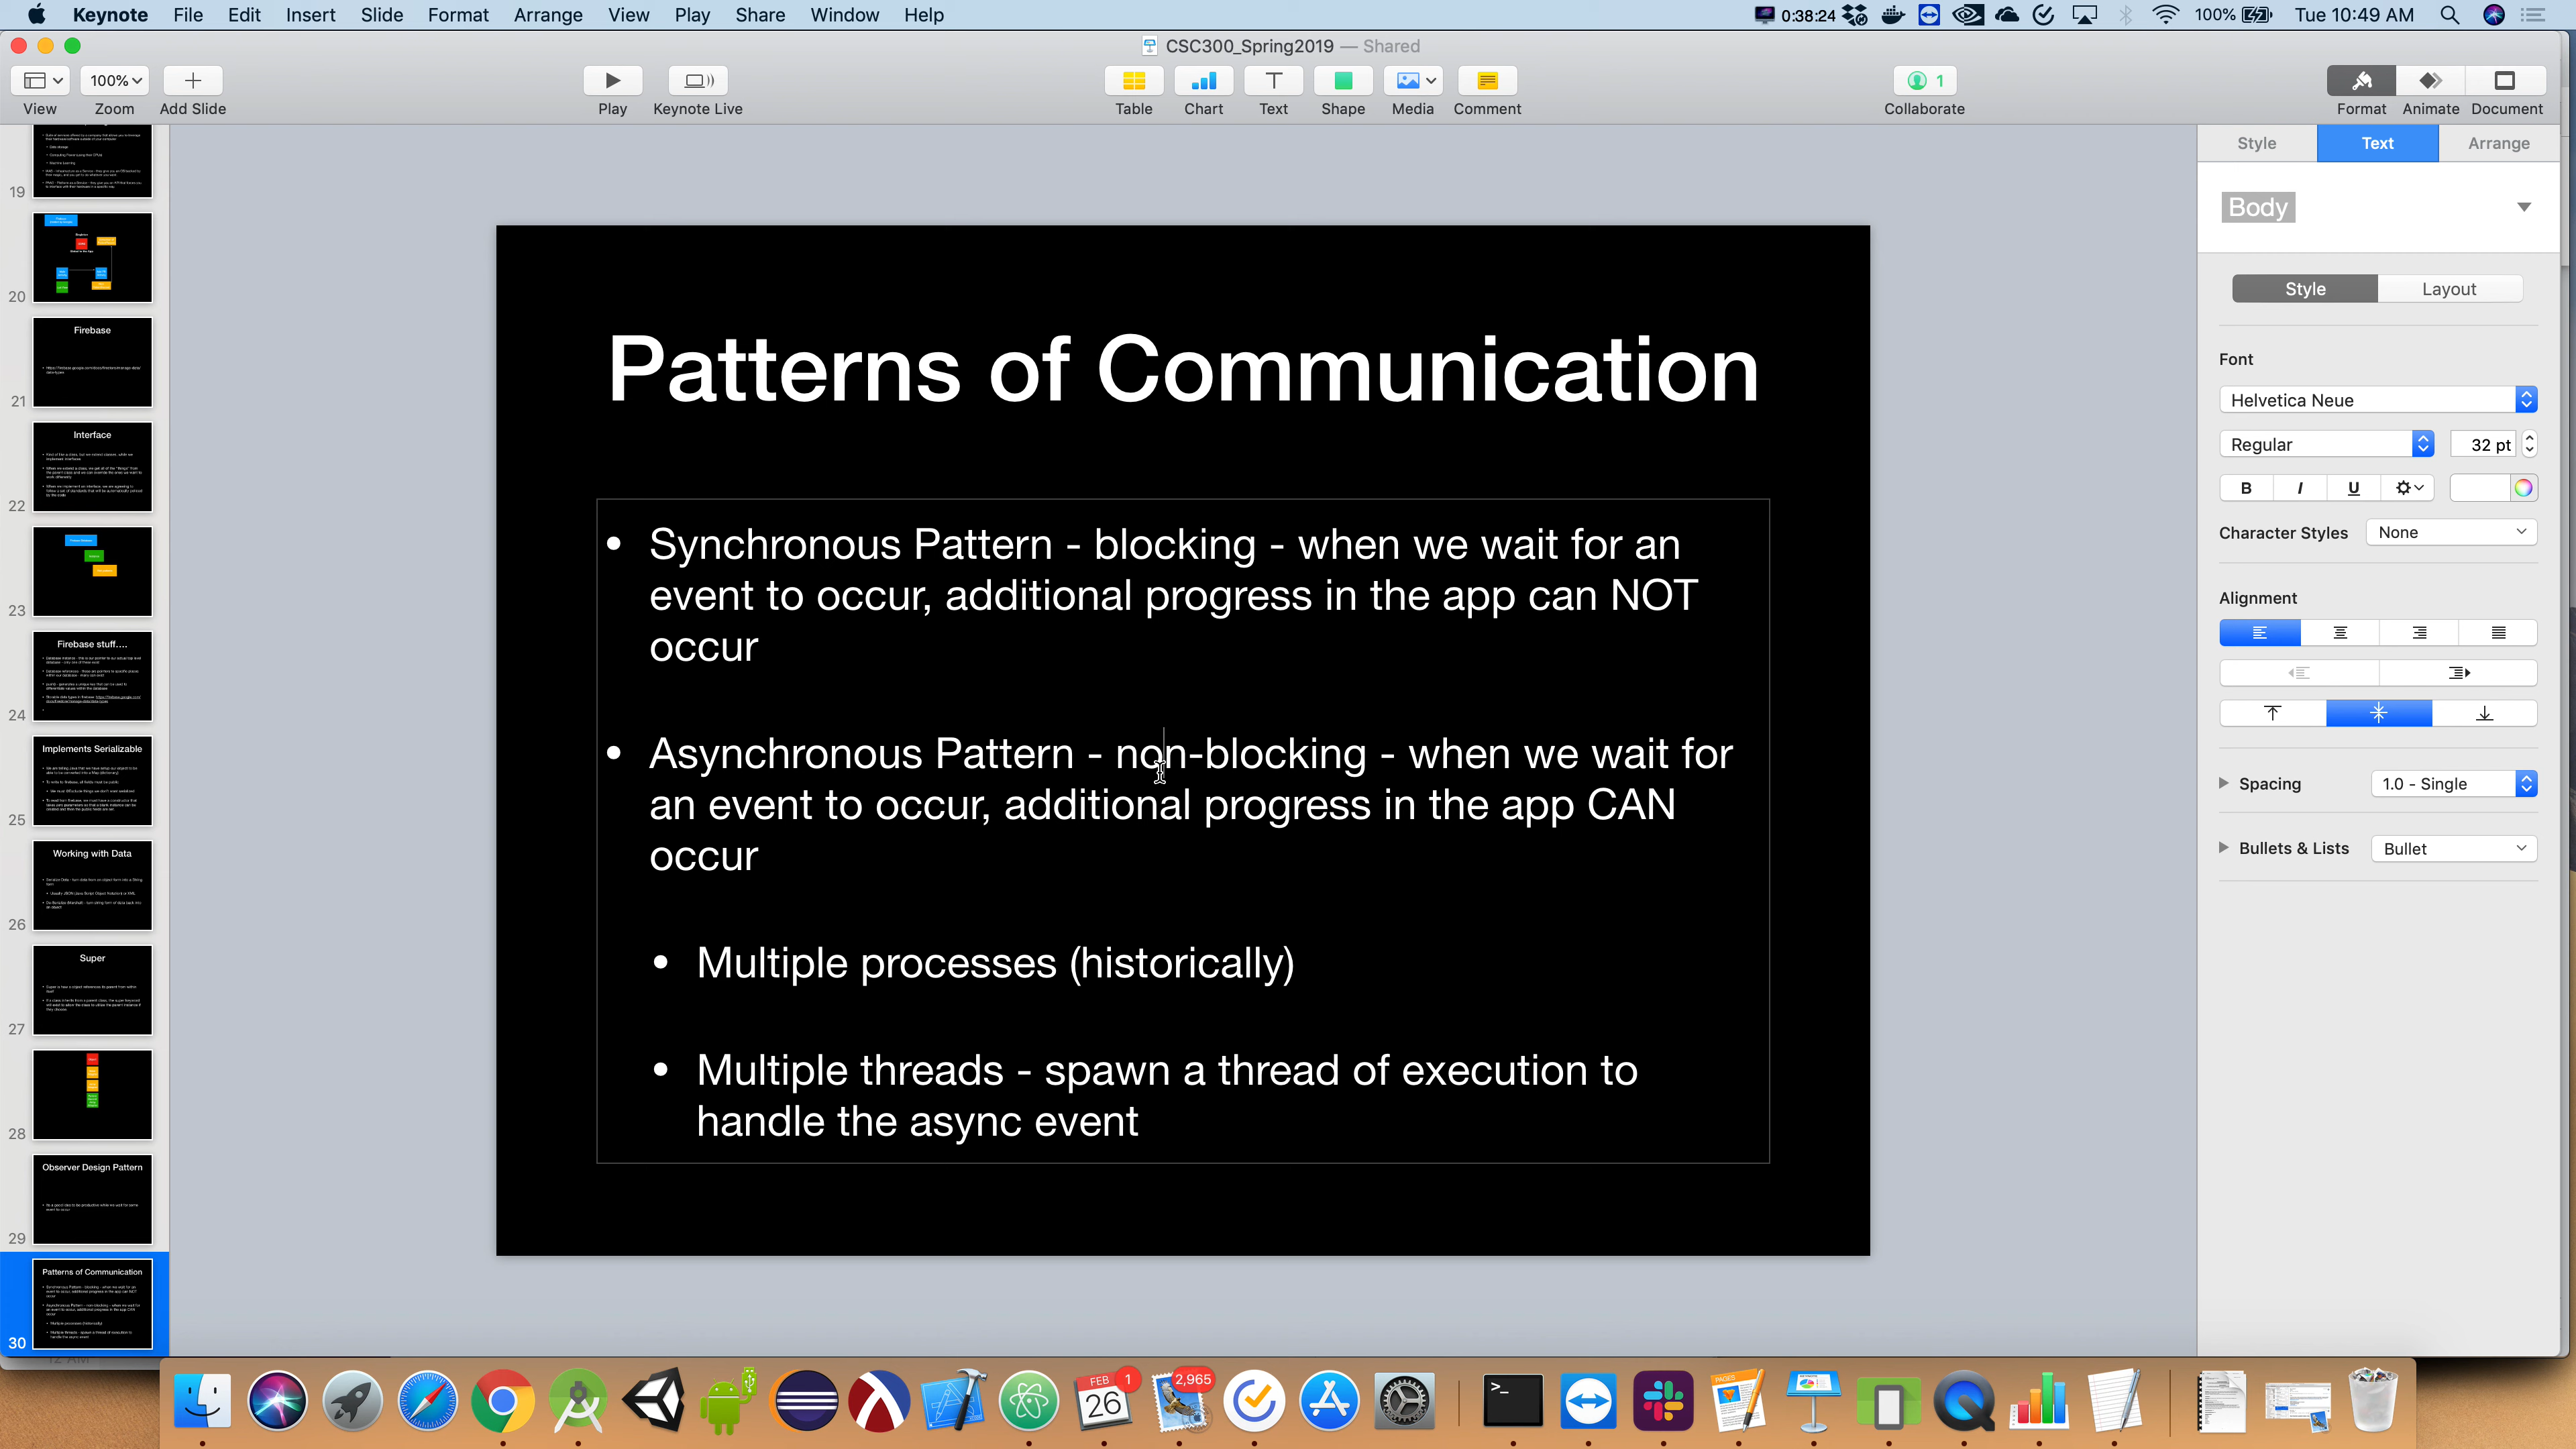 Keynote File Edit Insert Slide Format Arrange View Play Share Window Help
0:38:24 100% Tue 10:49 AM
CSC300_Spring2019 — Shared
100%
1
View Zoom Add Slide Play Keynote Live Table Chart Text Shape Media Comment Collaborate Format Animate Document
19
20
Firebase
21
Interface
22
23
Firebase stuff....
24
Implements Serializable
25
Working with Data
26
Super
27
28
Observer Design Pattern
29
Patterns of Communication
30
Patterns of Communication
• Synchronous Pattern - blocking - when we wait for an
event to occur, additional progress in the app can NOT
occur
• Asynchronous Pattern - non-blocking - when we wait for
an event to occur, additional progress in the app CAN
occur
• Multiple processes (historically)
• Multiple threads - spawn a thread of execution to
handle the async event
Style Text Arrange
Body
Style Layout
Font
Helvetica Neue
Regular 32 pt
B I U
Character Styles None
Alignment
Spacing 1.0 - Single
Bullets & Lists Bullet
12 AM
FEB 1
26
2,965